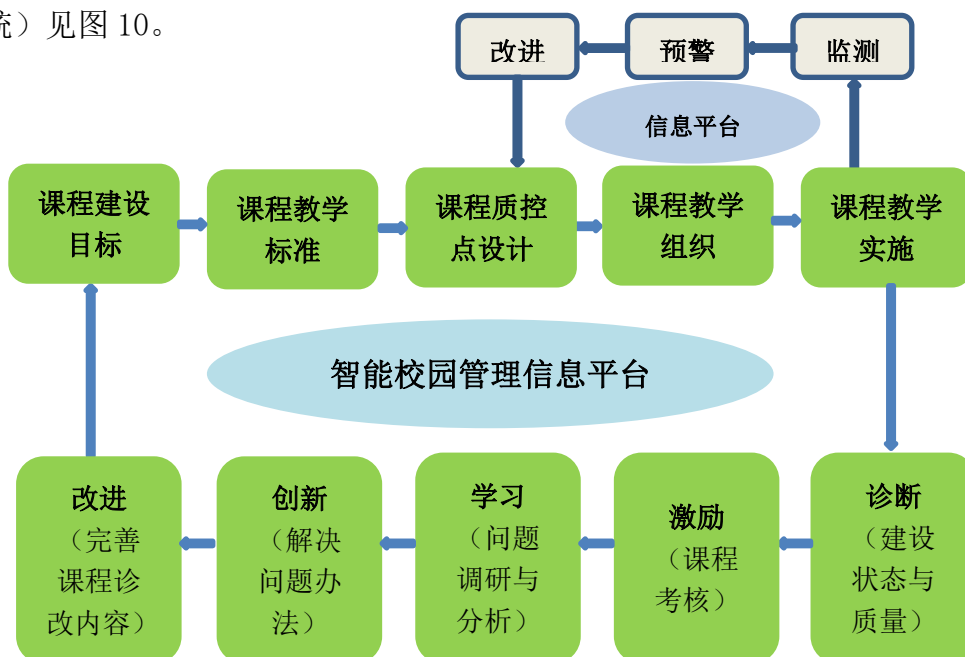 统）见图 10。
改进
预警
监测
信息平台
课程建设
目标
课程教学
标准
课程质控
点设计
课程教学
组织
课程教学
实施
智能校园管理信息平台
改进
（完善
课程诊
改内容）
创新
（解决
问题办
法）
学习
（问题
调研与
分析）
激励
（课程
考核）
诊断
（建设
状态与
质量）